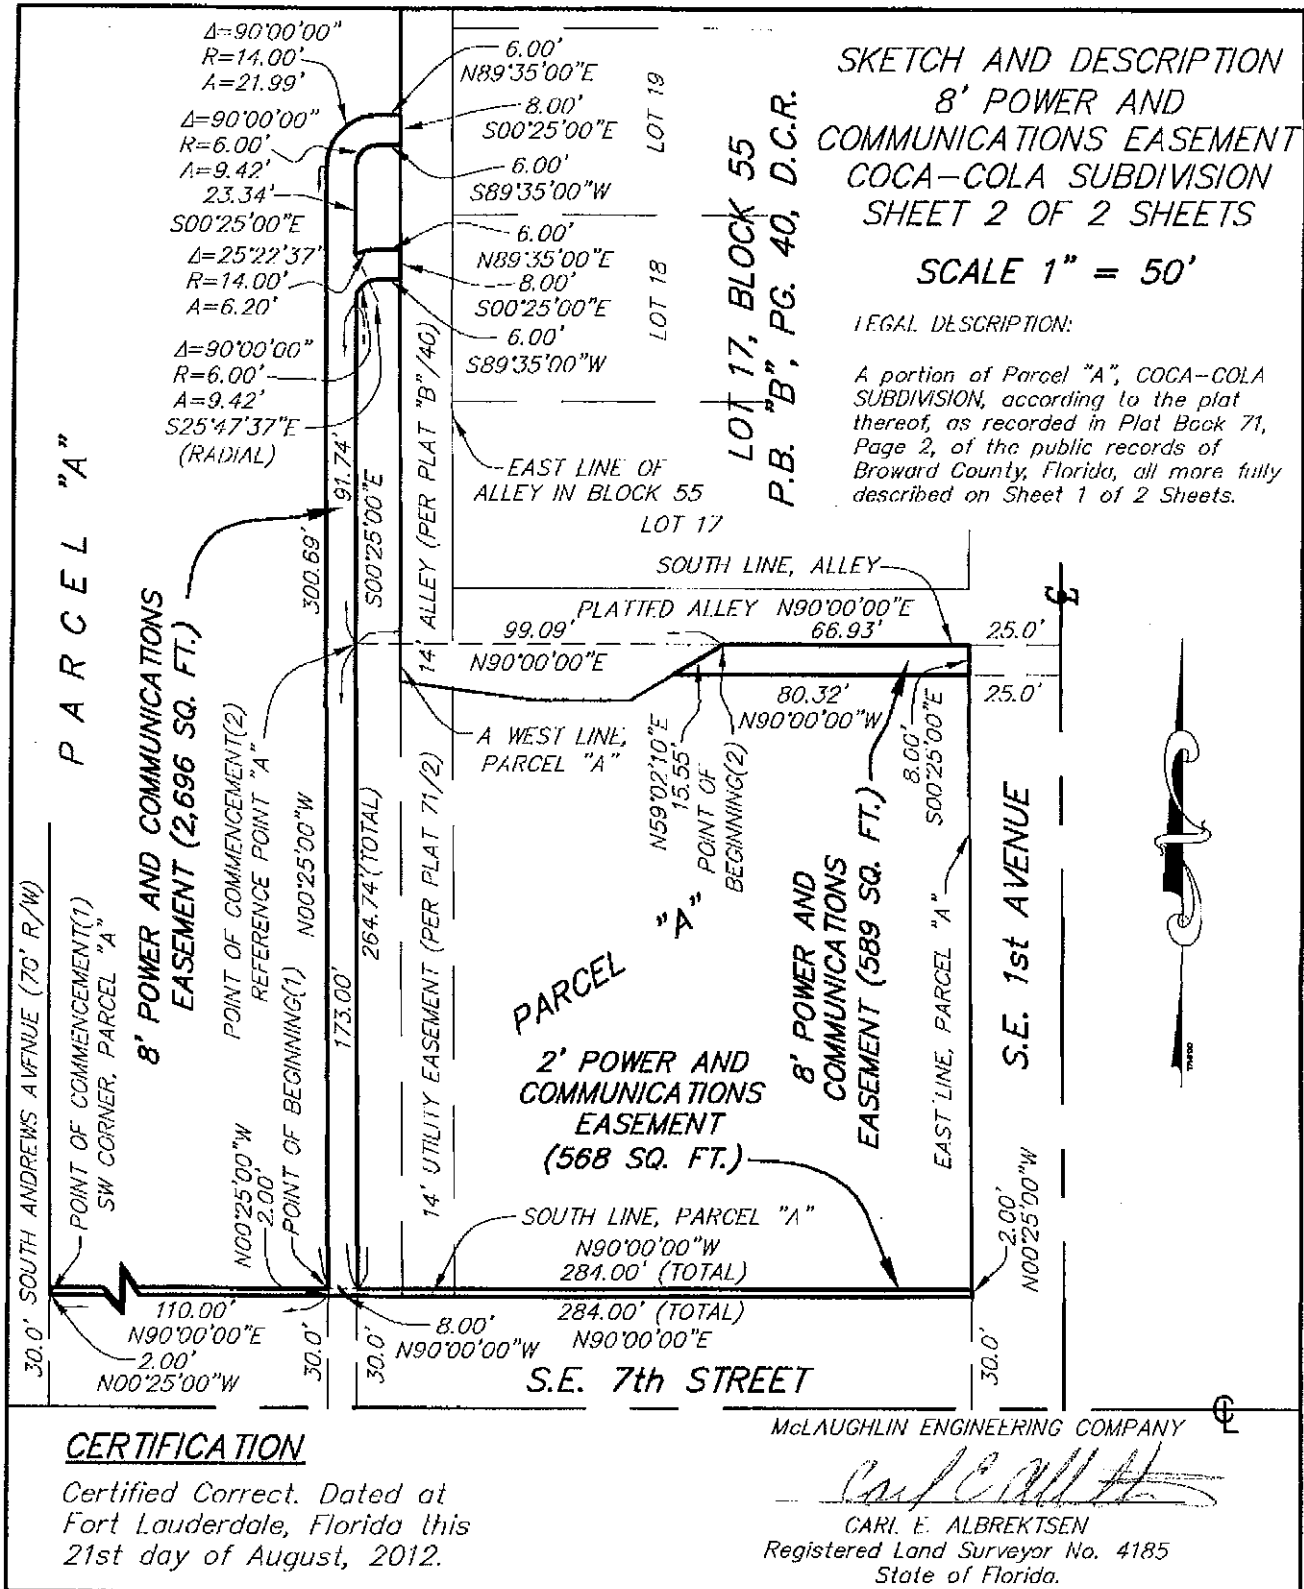 SKETCH AND DESCRIPTION
8' POWER AND
COMMUNICATIONS EASEMENT
COCA-COLA SUBDIVISION
SHEET 2 OF 2 SHEETS
SCALE 1" = 50'
LEGAL DESCRIPTION:
A portion of Parcel "A", COCA-COLA
SUBDIVISION, according to the plat
thereof, as recorded in Plat Book 71,
Page 2, of the public records of
Broward County, Florida, all more fully
described on Sheet 1 of 2 Sheets.
Δ=90°00'00"
R=14.00'
A=21.99'
Δ=90°00'00"
R=6.00'
A=9.42'
23.34'
S00°25'00"E
Δ=25°22'37"
R=14.00'
A=6.20'
Δ=90°00'00"
R=6.00'
A=9.42'
S25°47'37"E
(RADIAL)
6.00'
N89°35'00"E
8.00'
S00°25'00"E
6.00'
S89°35'00"W
6.00'
N89°35'00"E
8.00'
S00°25'00"E
6.00'
S89°35'00"W
LOT 19
LOT 18
LOT 17, BLOCK 55
P.B. "B", PG. 40, D.C.R.
EAST LINE OF
ALLEY IN BLOCK 55
LOT 17
SOUTH LINE, ALLEY
PLATTED ALLEY N90°00'00"E
99.09'
N90°00'00"E
66.93'
25.0'
80.32'
N90°00'00"W
25.0'
8.00'
S00°25'00"E
N59°02'10"E
15.55'
POINT OF
BEGINNING(2)
A WEST LINE,
PARCEL "A"
14' ALLEY (PER PLAT "B"/40)
91.74'
S00°25'00"E
300.69'
PARCEL "A"
8' POWER AND COMMUNICATIONS
EASEMENT (2,696 SQ. FT.)
POINT OF COMMENCEMENT(2)
REFERENCE POINT "A"
N00°25'00"W
173.00'
264.74'(TOTAL)
14' UTILITY EASEMENT (PER PLAT 71/2)
POINT OF BEGINNING(1)
N00°25'00"W
2.00'
30.0' SOUTH ANDREWS AVENUE (70' R/W)
POINT OF COMMENCEMENT(1)
SW CORNER, PARCEL "A"
PARCEL "A"
2' POWER AND
COMMUNICATIONS
EASEMENT
(568 SQ. FT.)
8' POWER AND
COMMUNICATIONS
EASEMENT (589 SQ. FT.)
EAST LINE, PARCEL "A"
S.E. 1st AVENUE
SOUTH LINE, PARCEL "A"
N90°00'00"W
284.00' (TOTAL)
284.00' (TOTAL)
N90°00'00"E
2.00'
N00°25'00"W
110.00'
N90°00'00"E
2.00'
N00°25'00"W
30.0'
30.0'
8.00'
N90°00'00"W
30.0'
S.E. 7th STREET
CERTIFICATION
Certified Correct. Dated at
Fort Lauderdale, Florida this
21st day of August, 2012.
McLAUGHLIN ENGINEERING COMPANY
CARL E. ALBREKTSEN
Registered Land Surveyor No. 4185
State of Florida.